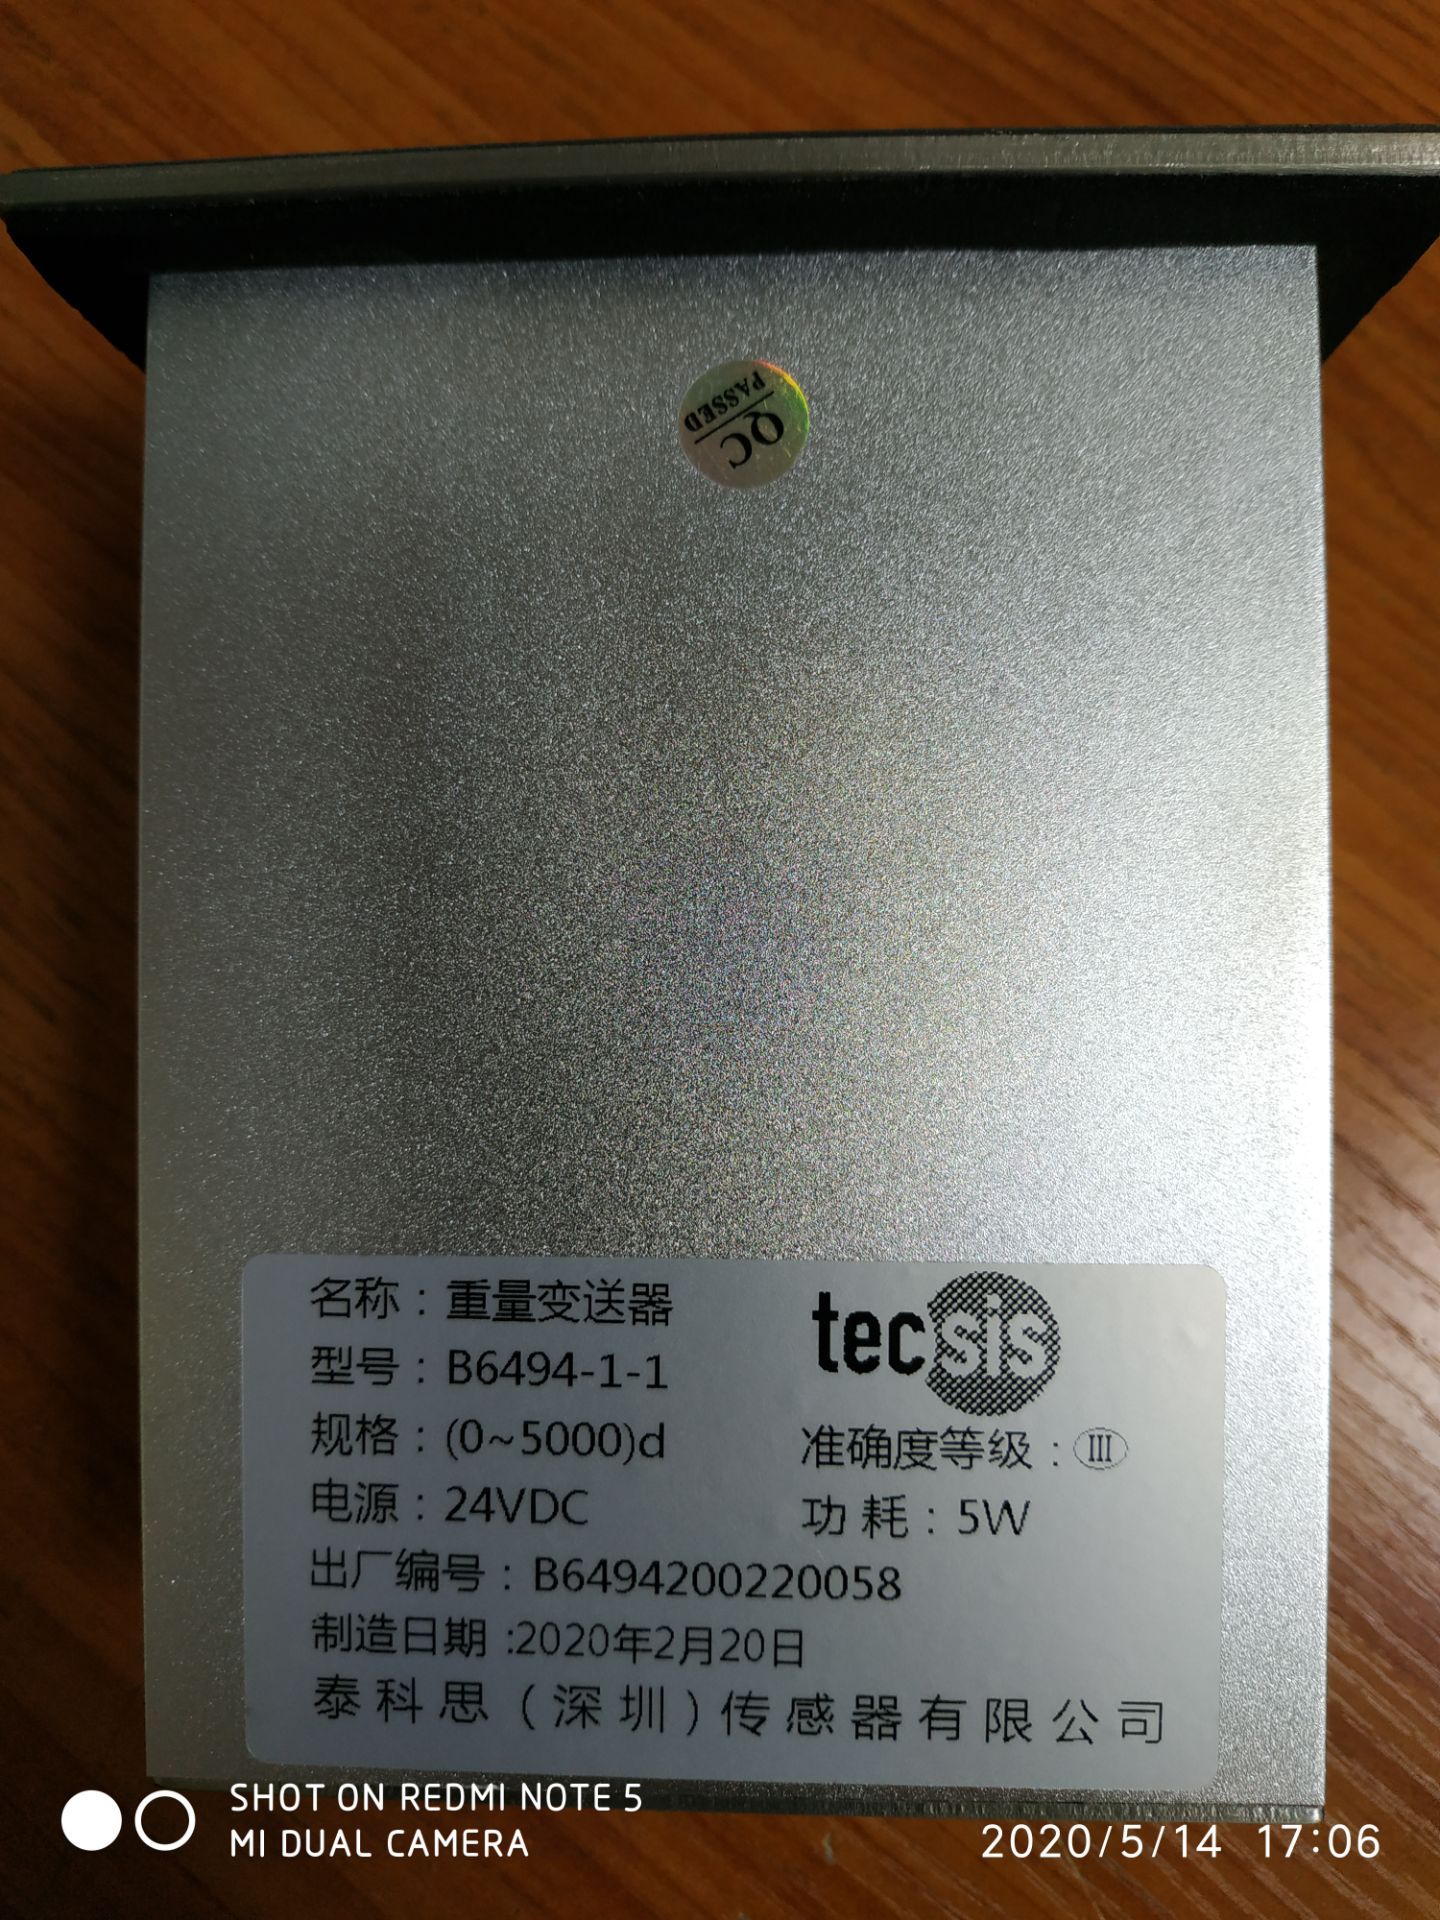 QC
PASSED
名称：重量变送器
tecsis
型号：B6494-1-1
规格：(0~5000)d
准确度等级：Ⅲ
电源：24VDC
功 耗：5W
出厂编号：B6494200220058
制造日期:2020年2月20日
泰科思（深圳）传感器有限公司
SHOT ON REDMI NOTE 5
MI DUAL CAMERA
2020/5/14 17:06